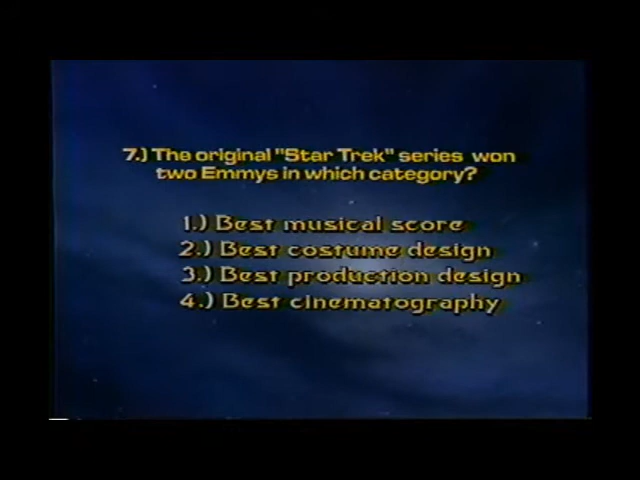 7.) The original "Star Trek" series won
two Emmys in which category?
1.) Best musical score
2.) Best costume design
3.) Best production design
4.) Best cinematography